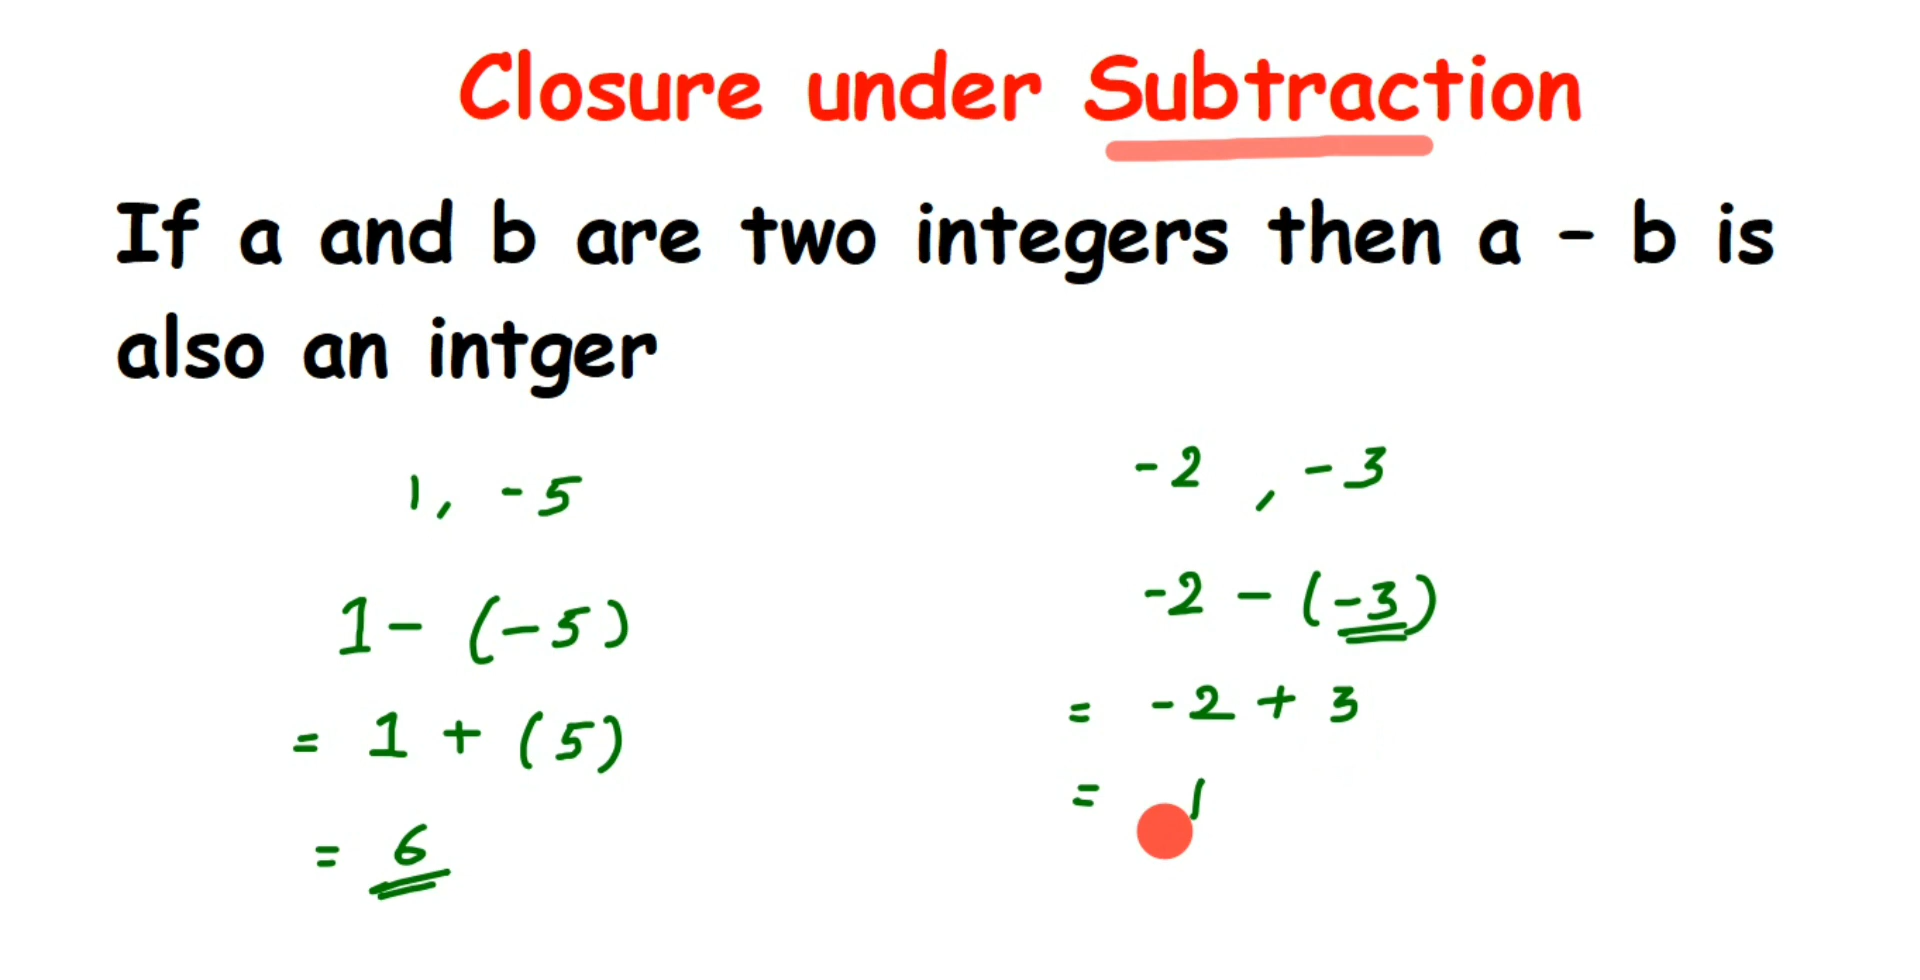 Closure under Subtraction
If a and b are two integers then a - b is
also an intger
1, -5
1 - (-5)
= 1 + (5)
= 6
-2 , -3
-2 - (-3)
= -2 + 3
= 1